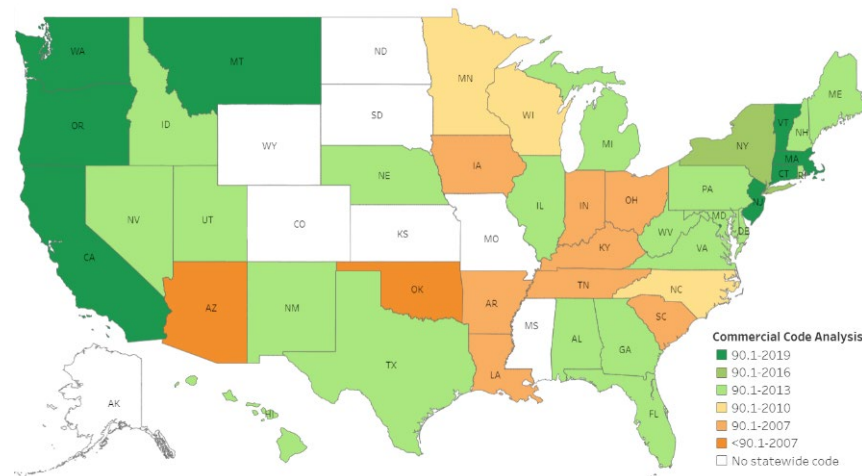 WA
MT
ND
MN
ME
OR
ID
SD
WI
VT
NH
NY
MA
WY
MI
CT
RI
IA
NE
PA
NJ
NV
UT
IL
IN
OH
MD
DE
CO
WV
CA
KS
MO
VA
KY
NC
TN
AZ
NM
OK
AR
SC
MS
AL
GA
TX
LA
FL
AK
HI
Commercial Code Analysis
90.1-2019
90.1-2016
90.1-2013
90.1-2010
90.1-2007
<90.1-2007
No statewide code